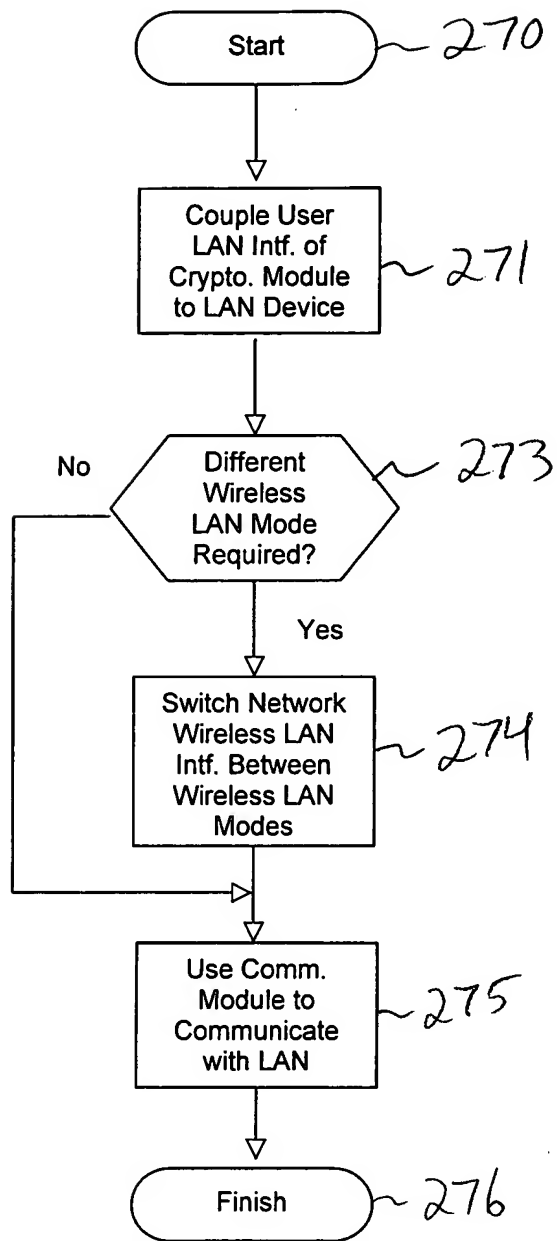 Start
270
Couple User
LAN Intf. of
Crypto. Module
to LAN Device
271
No
Different
Wireless
LAN Mode
Required?
273
Yes
Switch Network
Wireless LAN
Intf. Between
Wireless LAN
Modes
274
Use Comm.
Module to
Communicate
with LAN
275
Finish
276